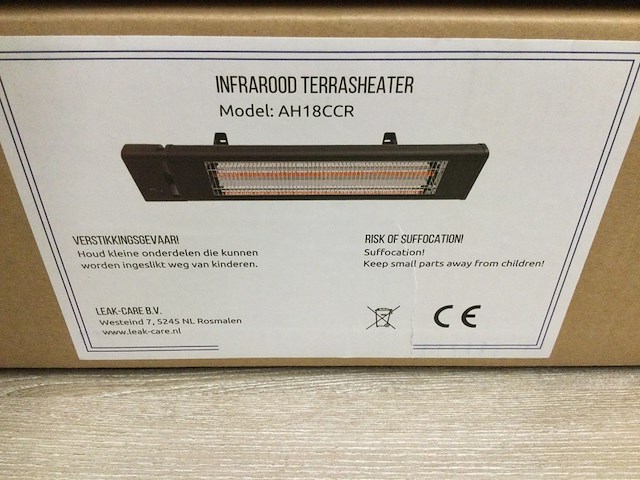 INFRAROOD TERRASHEATER
Model: AH18CCR
VERSTIKKINGSGEVAAR!
Houd kleine onderdelen die kunnen
worden ingeslikt weg van kinderen.
RISK OF SUFFOCATION!
Suffocation!
Keep small parts away from children!
LEAK-CARE B.V.
Westeind 7, 5245 NL Rosmalen
www.leak-care.nl
CE